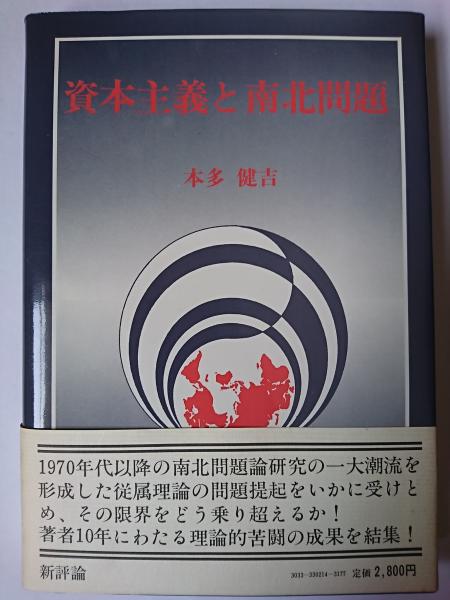 資本主義と南北問題
本多 健吉
1970年代以降の南北問題論研究の一大潮流を
形成した従属理論の問題提起をいかに受けと
め、その限界をどう乗り超えるか!
著者10年にわたる理論的苦闘の成果を結集!
新評論 3033-330214-3177 定価 2,800円